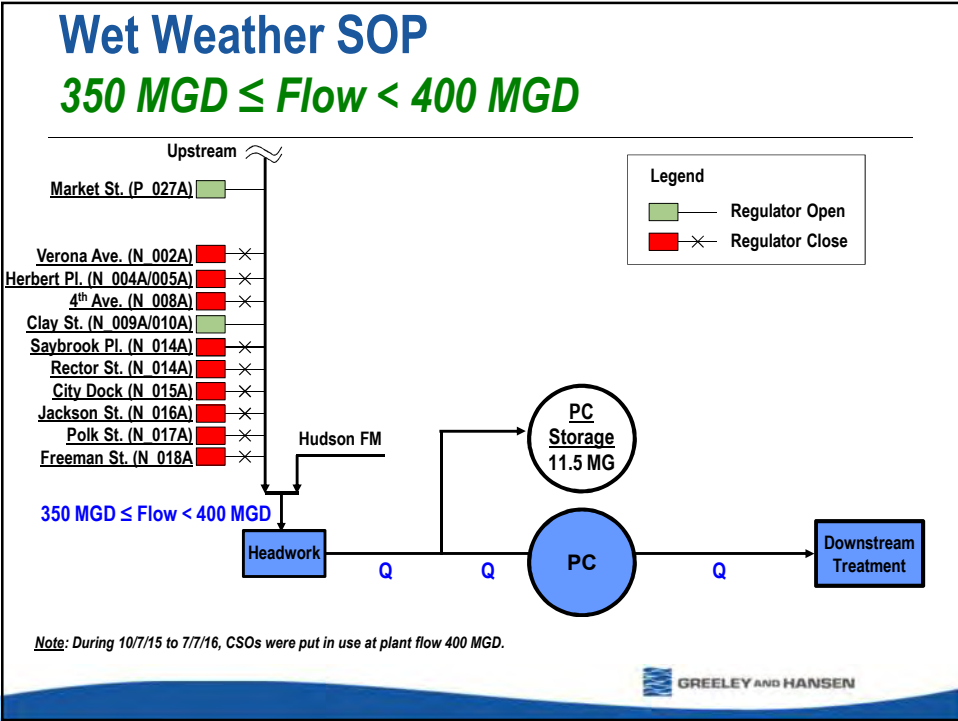 Wet Weather SOP
350 MGD ≤ Flow < 400 MGD
Upstream
Market St. (P_027A)
Verona Ave. (N_002A)
Herbert Pl. (N_004A/005A)
4th Ave. (N_008A)
Clay St. (N_009A/010A)
Saybrook Pl. (N_014A)
Rector St. (N_014A)
City Dock (N_015A)
Jackson St. (N_016A)
Polk St. (N_017A)
Freeman St. (N_018A
Legend
Regulator Open
Regulator Close
Hudson FM
PC
Storage
11.5 MG
350 MGD ≤ Flow < 400 MGD
Headwork
Q
Q
PC
Q
Downstream
Treatment
Note: During 10/7/15 to 7/7/16, CSOs were put in use at plant flow 400 MGD.
GREELEY AND HANSEN